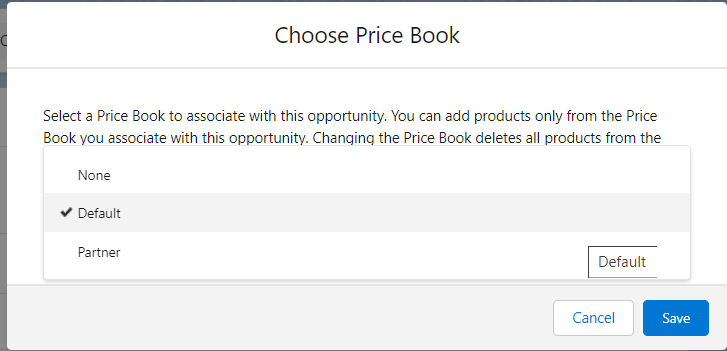 Choose Price Book
Select a Price Book to associate with this opportunity. You can add products only from the Price
Book you associate with this opportunity. Changing the Price Book deletes all products from the
None
Default
Partner
Default
Cancel
Save